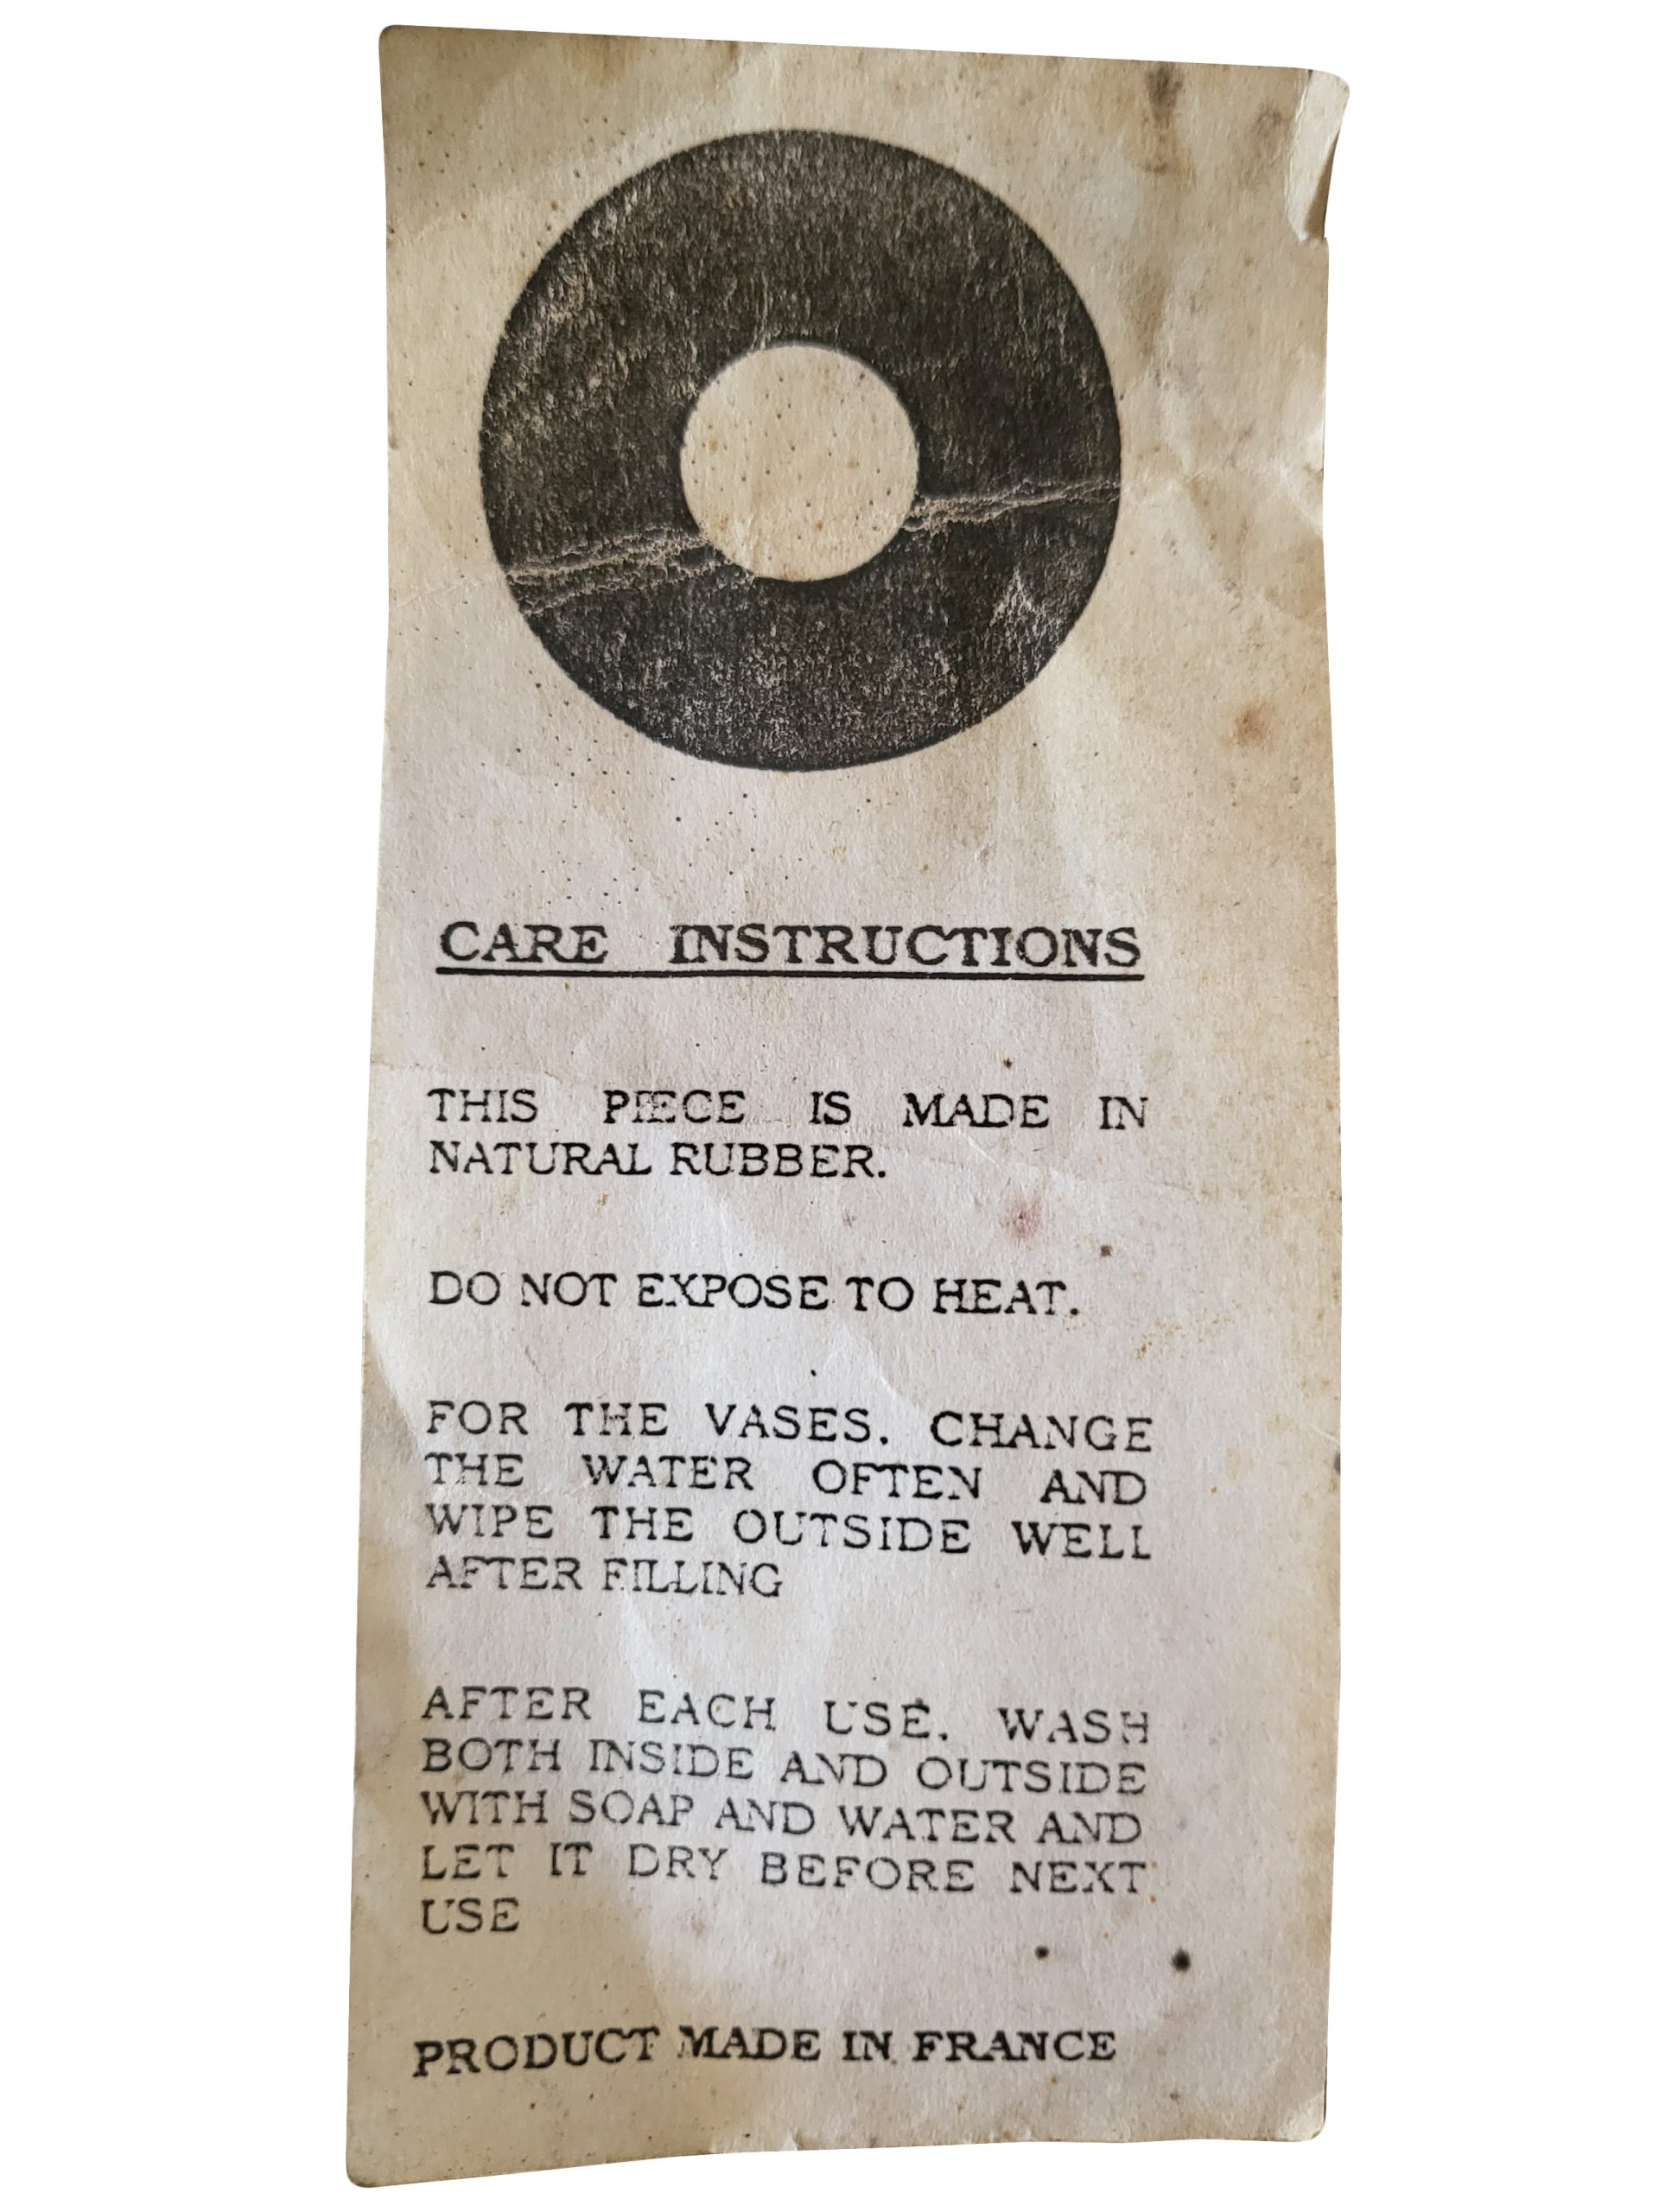 CARE INSTRUCTIONS
THIS PIECE IS MADE IN
NATURAL RUBBER.
DO NOT EXPOSE TO HEAT.
FOR THE VASES. CHANGE
THE WATER OFTEN AND
WIPE THE OUTSIDE WELL
AFTER FILLING
AFTER EACH USE. WASH
BOTH INSIDE AND OUTSIDE
WITH SOAP AND WATER AND
LET IT DRY BEFORE NEXT
USE
PRODUCT MADE IN FRANCE